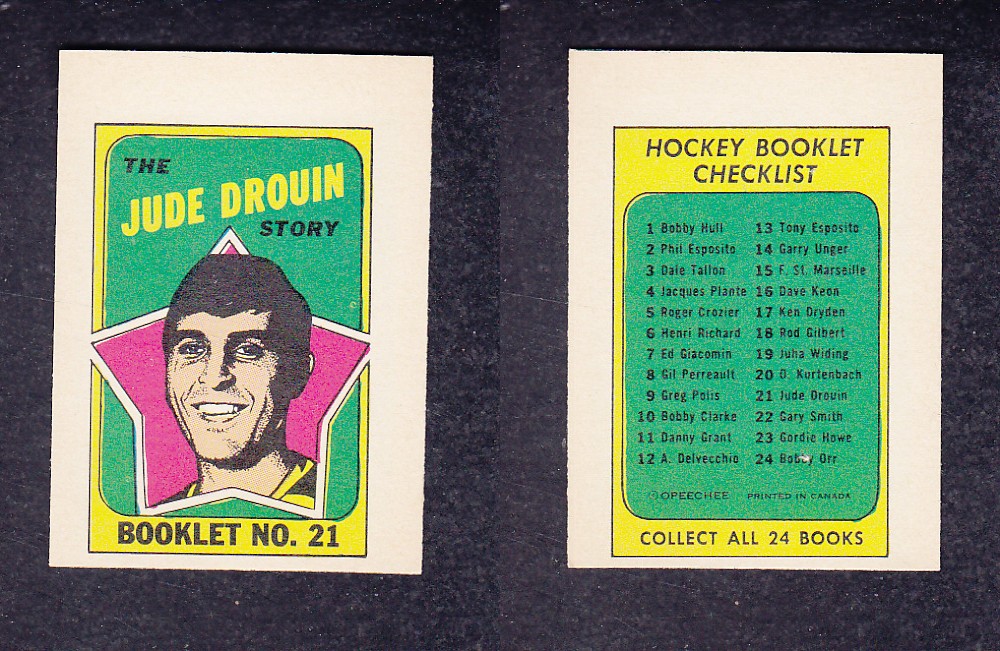 THE
JUDE DROUIN
STORY
BOOKLET NO. 21
HOCKEY BOOKLET
CHECKLIST
1 Bobby Hull 13 Tony Esposito
2 Phil Esposito 14 Garry Unger
3 Dale Tallon 15 F. St. Marseille
4 Jacques Plante 16 Dave Keon
5 Roger Crozier 17 Ken Dryden
6 Henri Richard 18 Rod Gilbert
7 Ed Giacomin 19 Juha Widing
8 Gil Perreault 20 O. Kurtenbach
9 Greg Polis 21 Jude Drouin
10 Bobby Clarke 22 Gary Smith
11 Danny Grant 23 Gordie Howe
12 A. Delvecchio 24 Bobby Orr
©OPEECHEE PRINTED IN CANADA
COLLECT ALL 24 BOOKS